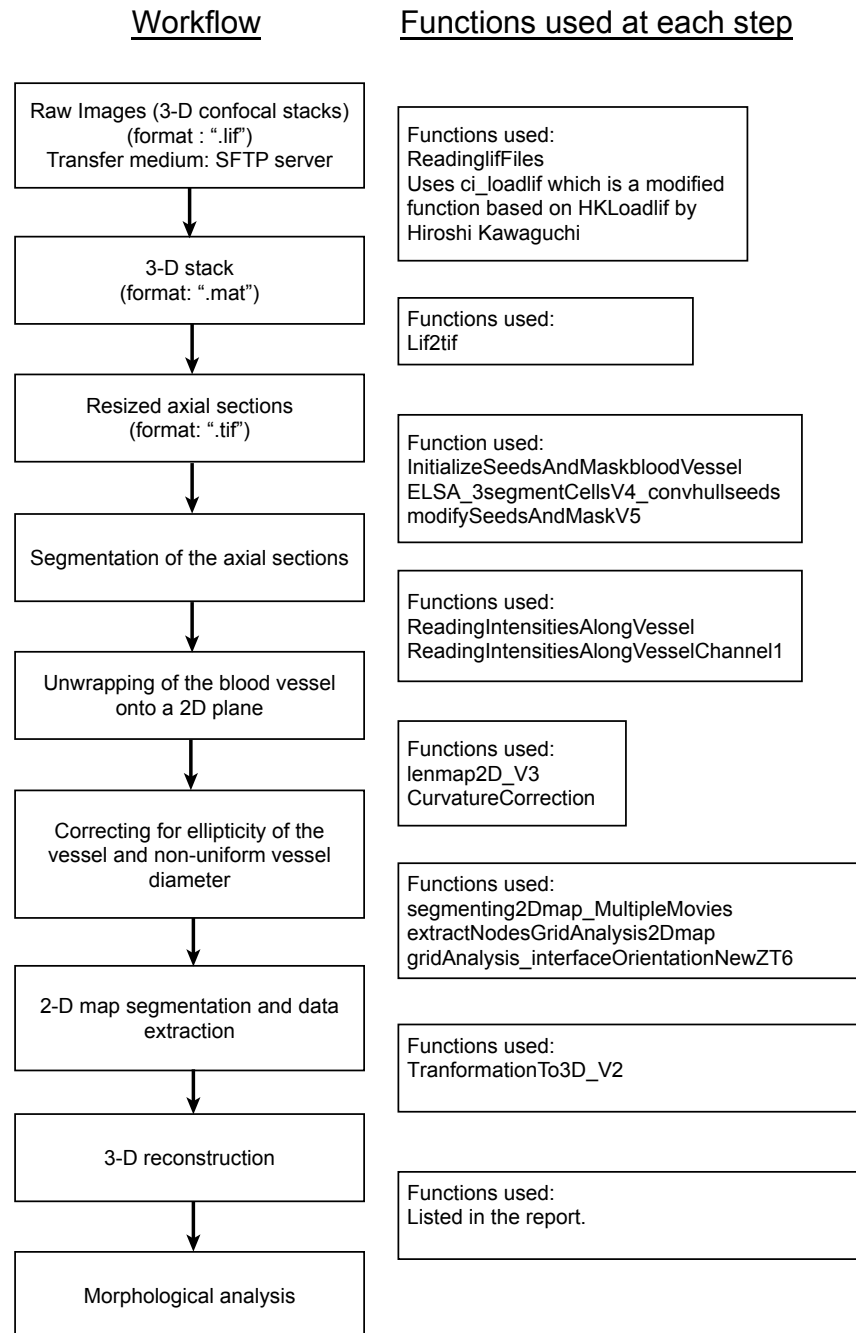 Workflow
Functions used at each step
Raw Images (3-D confocal stacks)
(format : “.lif”)
Transfer medium: SFTP server
Functions used:
ReadinglifFiles
Uses ci_loadlif which is a modified
function based on HKLoadlif by
Hiroshi Kawaguchi
3-D stack
(format: “.mat”)
Functions used:
Lif2tif
Resized axial sections
(format: “.tif”)
Function used:
InitializeSeedsAndMaskbloodVessel
ELSA_3segmentCellsV4_convhullseeds
modifySeedsAndMaskV5
Segmentation of the axial sections
Functions used:
ReadingIntensitiesAlongVessel
ReadingIntensitiesAlongVesselChannel1
Unwrapping of the blood vessel
onto a 2D plane
Functions used:
lenmap2D_V3
CurvatureCorrection
Correcting for ellipticity of the
vessel and non-uniform vessel
diameter
Functions used:
segmenting2Dmap_MultipleMovies
extractNodesGridAnalysis2Dmap
gridAnalysis_interfaceOrientationNewZT6
2-D map segmentation and data
extraction
Functions used:
TranformationTo3D_V2
3-D reconstruction
Functions used:
Listed in the report.
Morphological analysis